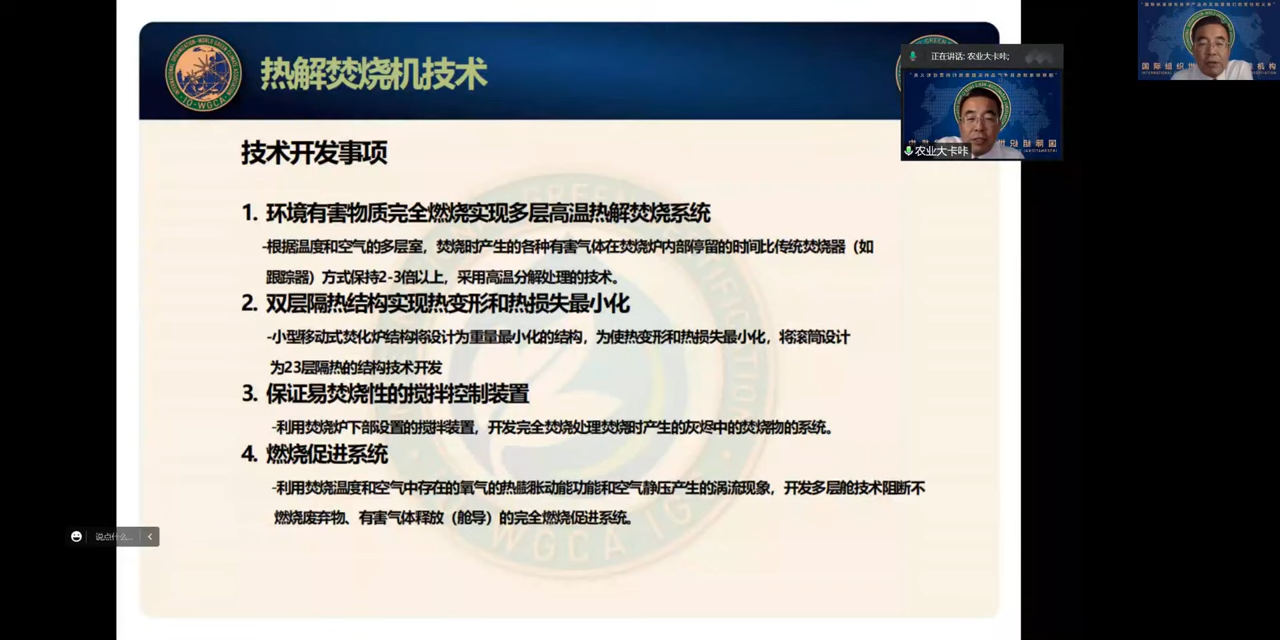 热解焚烧机技术
技术开发事项
1. 环境有害物质完全燃烧实现多层高温热解焚烧系统
-根据温度和空气的多层室，焚烧时产生的各种有害气体在焚烧炉内部停留的时间比传统焚烧器（如
跟踪器）方式保持2-3倍以上，采用高温分解处理的技术。
2. 双层隔热结构实现热变形和热损失最小化
-小型移动式焚化炉结构将设计为重量最小化的结构，为使热变形和热损失最小化，将滚筒设计
为23层隔热的结构技术开发
3. 保证易焚烧性的搅拌控制装置
-利用焚烧炉下部设置的搅拌装置，开发完全焚烧处理焚烧时产生的灰烬中的焚烧物的系统。
4. 燃烧促进系统
-利用焚烧温度和空气中存在的氧气的热膨胀动能功能和空气静压产生的涡流现象，开发多层舱技术阻断不
燃烧废弃物、有害气体释放（舱导）的完全燃烧促进系统。
正在讲话: 农业大卡咔;
农业大卡咔
说点什么...
IO-WGCA
WGCA IG
国际组织世
机构